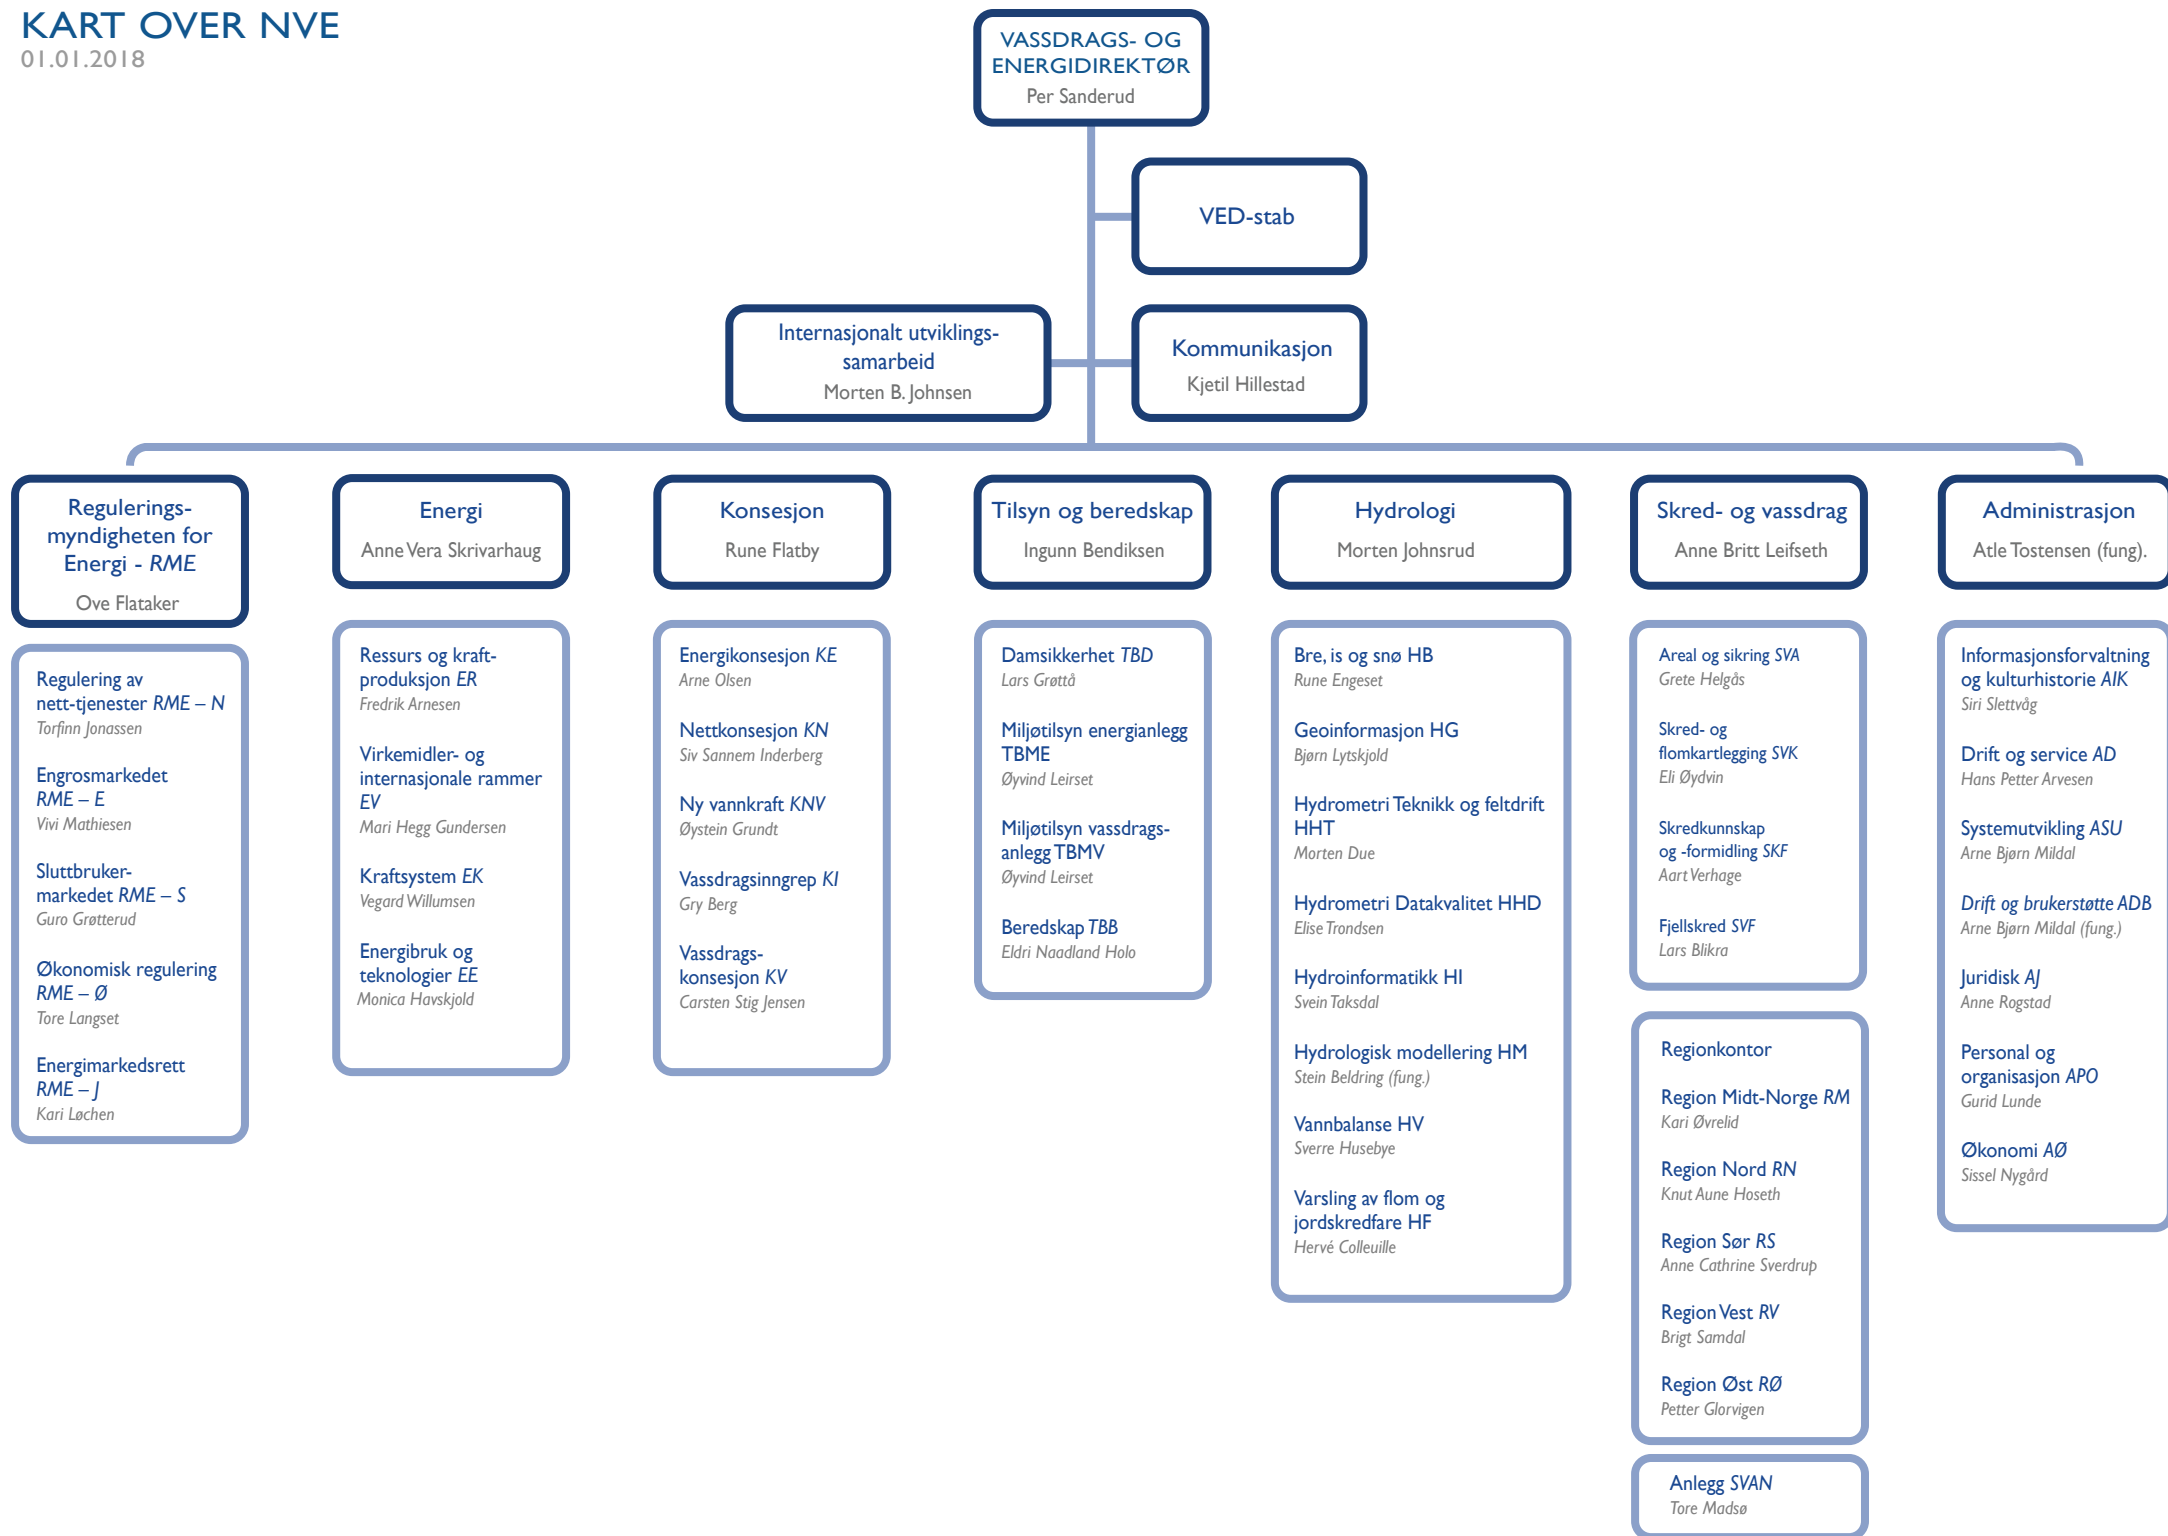 KART OVER NVE
01.01.2018
VASSDRAGS- OG
ENERGIDIREKTØR
Per Sanderud
VED-stab
Internasjonalt utviklings-
samarbeid
Morten B. Johnsen
Kommunikasjon
Kjetil Hillestad
Regulerings-
myndigheten for
Energi - RME
Ove Flataker
Regulering av
nett-tjenester RME – N
Torfinn Jonassen
Engrosmarkedet
RME – E
Vivi Mathiesen
Sluttbruker-
markedet RME – S
Guro Grøtterud
Økonomisk regulering
RME – Ø
Tore Langset
Energimarkedsrett
RME – J
Kari Løchen
Energi
Anne Vera Skrivarhaug
Ressurs og kraft-
produksjon ER
Fredrik Arnesen
Virkemidler- og
internasjonale rammer
EV
Mari Hegg Gundersen
Kraftsystem EK
Vegard Willumsen
Energibruk og
teknologier EE
Monica Havskjold
Konsesjon
Rune Flatby
Energikonsesjon KE
Arne Olsen
Nettkonsesjon KN
Siv Sannem Inderberg
Ny vannkraft KNV
Øystein Grundt
Vassdragsinngrep KI
Gry Berg
Vassdrags-
konsesjon KV
Carsten Stig Jensen
Tilsyn og beredskap
Ingunn Bendiksen
Damsikkerhet TBD
Lars Grøttå
Miljøtilsyn energianlegg
TBME
Øyvind Leirset
Miljøtilsyn vassdrags-
anlegg TBMV
Øyvind Leirset
Beredskap TBB
Eldri Naadland Holo
Hydrologi
Morten Johnsrud
Bre, is og snø HB
Rune Engeset
Geoinformasjon HG
Bjørn Lytskjold
Hydrometri Teknikk og feltdrift
HHT
Morten Due
Hydrometri Datakvalitet HHD
Elise Trondsen
Hydroinformatikk HI
Svein Taksdal
Hydrologisk modellering HM
Stein Beldring (fung.)
Vannbalanse HV
Sverre Husebye
Varsling av flom og
jordskredfare HF
Hervé Colleuille
Skred- og vassdrag
Anne Britt Leifseth
Areal og sikring SVA
Grete Helgås
Skred- og
flomkartlegging SVK
Eli Øydvin
Skredkunnskap
og -formidling SKF
Aart Verhage
Fjellskred SVF
Lars Blikra
Regionkontor
Region Midt-Norge RM
Kari Øvrelid
Region Nord RN
Knut Aune Hoseth
Region Sør RS
Anne Cathrine Sverdrup
Region Vest RV
Brigt Samdal
Region Øst RØ
Petter Glorvigen
Anlegg SVAN
Tore Madsø
Administrasjon
Atle Tostensen (fung).
Informasjonsforvaltning
og kulturhistorie AIK
Siri Slettvåg
Drift og service AD
Hans Petter Arvesen
Systemutvikling ASU
Arne Bjørn Mildal
Drift og brukerstøtte ADB
Arne Bjørn Mildal (fung.)
Juridisk AJ
Anne Rogstad
Personal og
organisasjon APO
Gurid Lunde
Økonomi AØ
Sissel Nygård